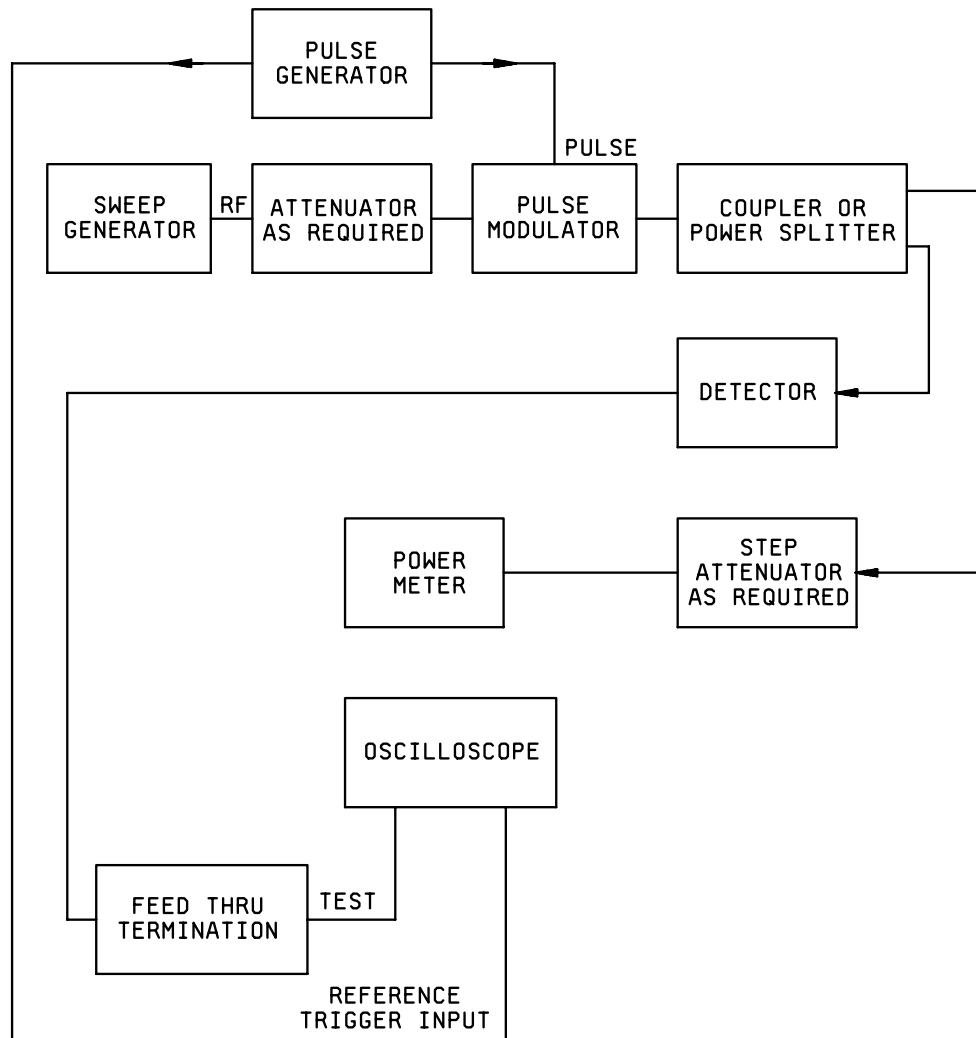 PULSE
GENERATOR
PULSE
SWEEP
GENERATOR
RF
ATTENUATOR
AS REQUIRED
PULSE
MODULATOR
COUPLER OR
POWER SPLITTER
DETECTOR
POWER
METER
STEP
ATTENUATOR
AS REQUIRED
OSCILLOSCOPE
FEED THRU
TERMINATION
TEST
REFERENCE
TRIGGER INPUT